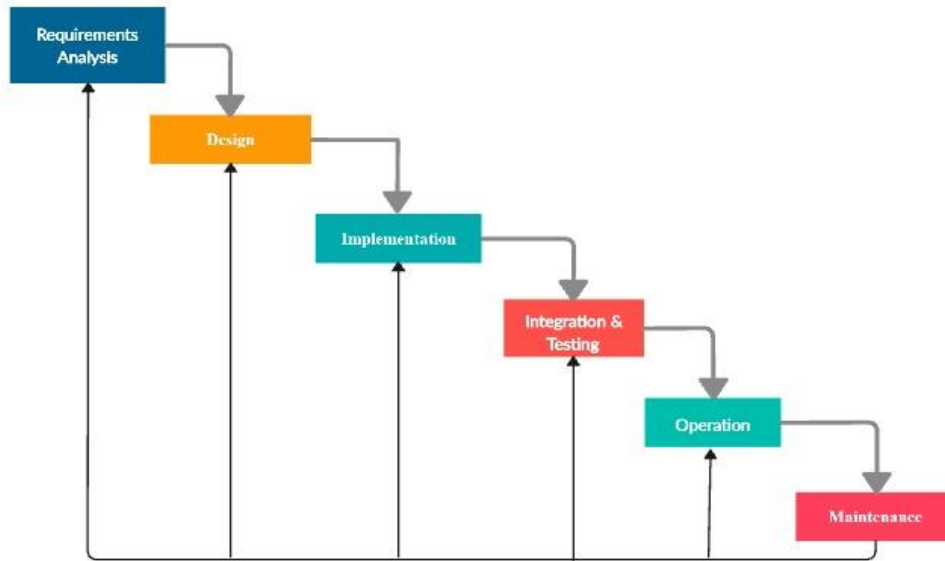 Requirements
Analysis
Design
Implementation
Integration &
Testing
Operation
Maintenance